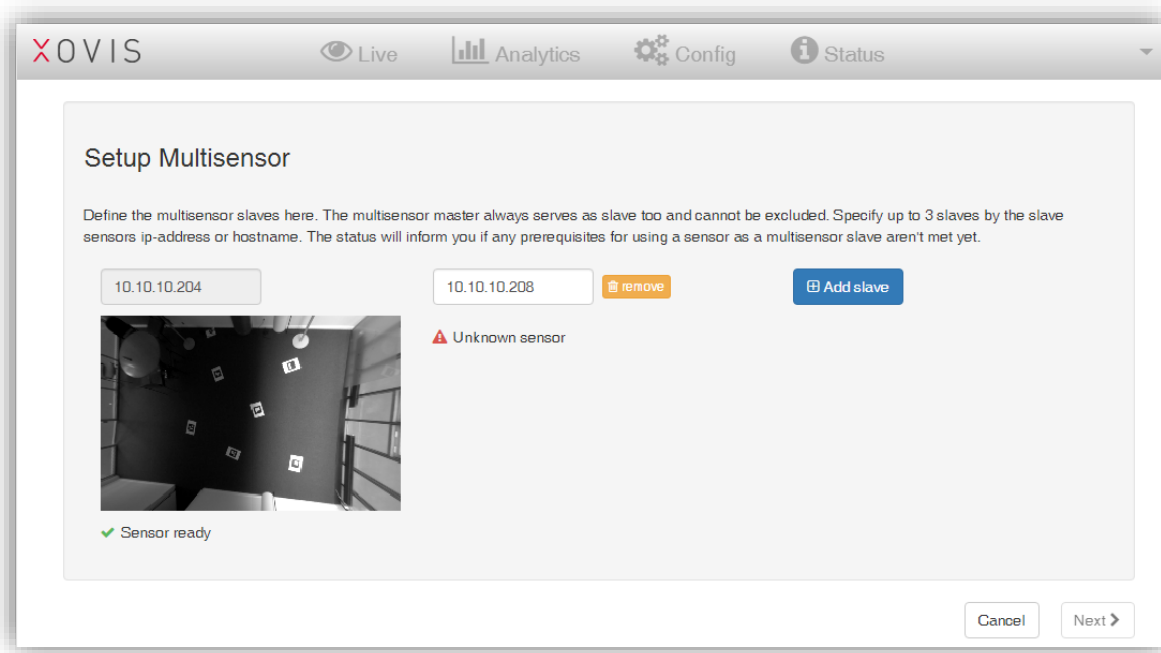 XOVIS
Live
Analytics
Config
Status
Setup Multisensor
Define the multisensor slaves here. The multisensor master always serves as slave too and cannot be excluded. Specify up to 3 slaves by the slave
sensors ip-address or hostname. The status will inform you if any prerequisites for using a sensor as a multisensor slave aren't met yet.
10.10.10.204
10.10.10.208
remove
Add slave
Unknown sensor
Sensor ready
Cancel
Next